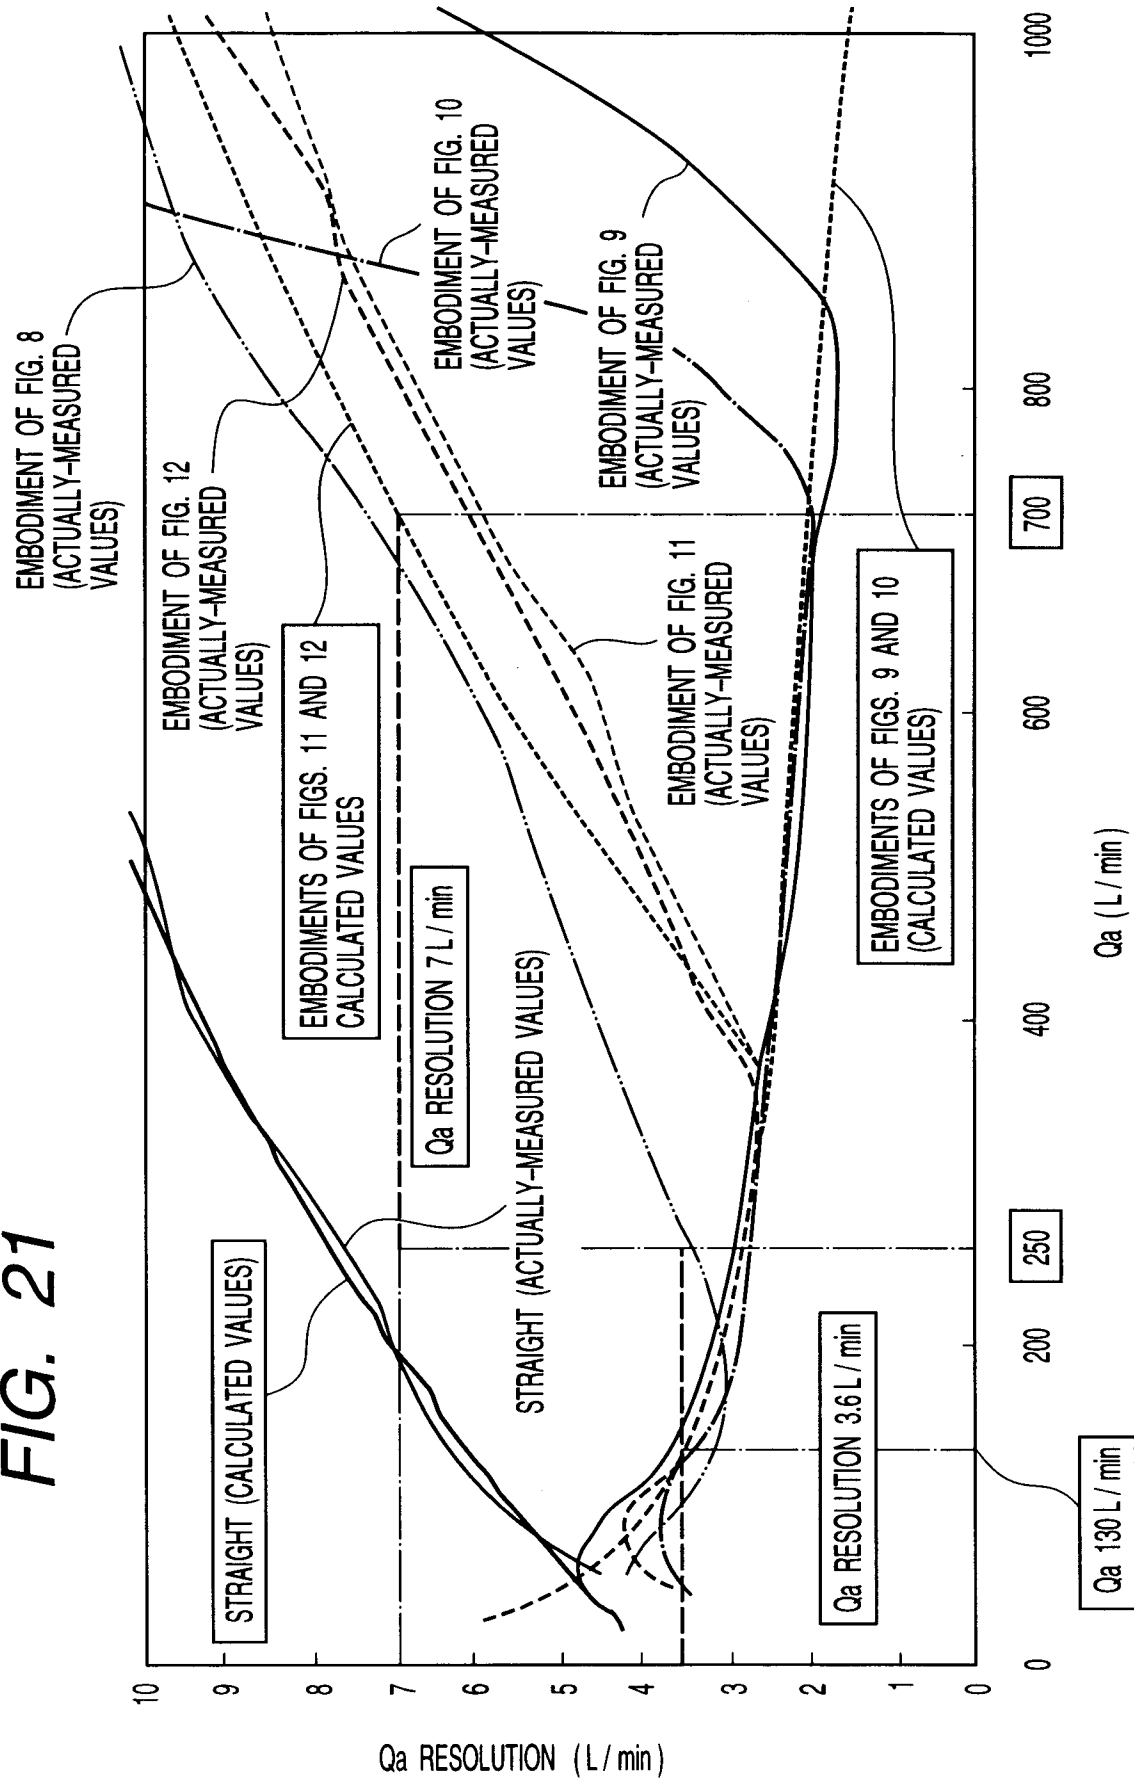 FIG. 21
EMBODIMENT OF FIG. 8
(ACTUALLY-MEASURED
VALUES)
EMBODIMENT OF FIG. 12
(ACTUALLY-MEASURED
VALUES)
STRAIGHT (CALCULATED VALUES)
EMBODIMENTS OF FIGS. 11 AND 12
CALCULATED VALUES
Qa RESOLUTION 7 L / min
EMBODIMENT OF FIG. 10
(ACTUALLY-MEASURED
VALUES)
STRAIGHT (ACTUALLY-MEASURED VALUES)
EMBODIMENT OF FIG. 9
(ACTUALLY-MEASURED
VALUES)
EMBODIMENT OF FIG. 11
(ACTUALLY-MEASURED
VALUES)
Qa RESOLUTION 3.6 L / min
EMBODIMENTS OF FIGS. 9 AND 10
(CALCULATED VALUES)
Qa RESOLUTION ( L / min)
10
9
8
7
6
5
4
3
2
1
0
0
200
250
400
600
700
800
1000
Qa 130 L / min
Qa ( L / min)